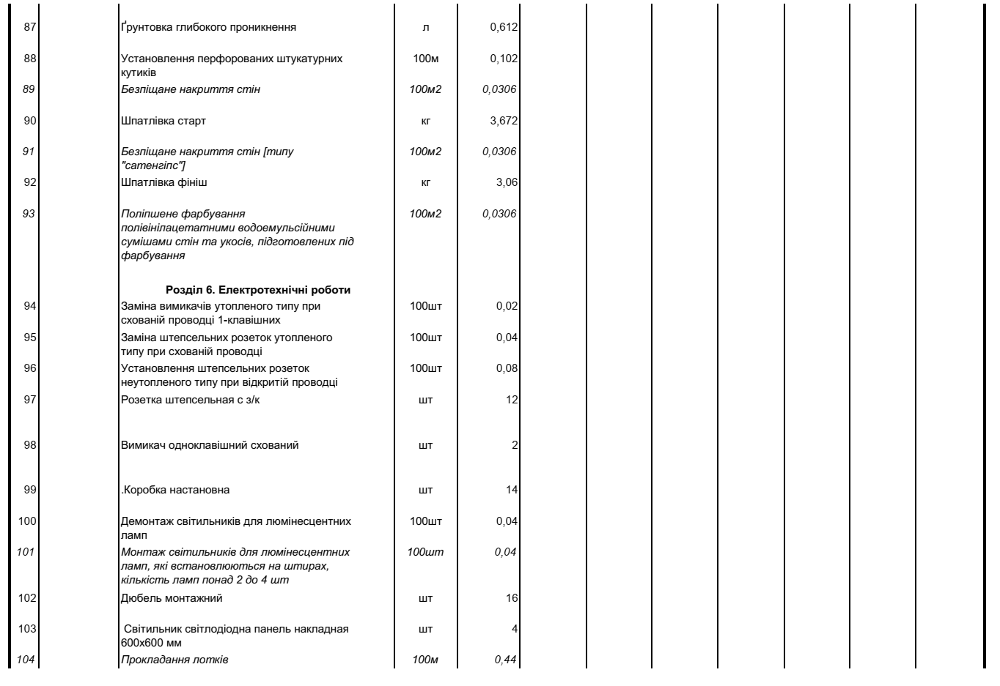 87 Ґрунтовка глибокого проникнення л 0,612
88 Установлення перфорованих штукатурних 100м 0,102
кутиків
89 Безпіщане накриття стін 100м2 0,0306
90 Шпатлівка старт кг 3,672
91 Безпіщане накриття стін [типу 100м2 0,0306
"сатенгіпс"]
92 Шпатлівка фініш кг 3,06
93 Поліпшене фарбування 100м2 0,0306
полівінілацетатними водоемульсійними
сумішами стін та укосів, підготовлених під
фарбування
Розділ 6. Електротехнічні роботи
94 Заміна вимикачів утопленого типу при 100шт 0,02
схованій проводці 1-клавішних
95 Заміна штепсельних розеток утопленого 100шт 0,04
типу при схованій проводці
96 Установлення штепсельних розеток 100шт 0,08
неутопленого типу при відкритій проводці
97 Розетка штепсельная с з/к шт 12
98 Вимикач одноклавішний схований шт 2
99 .Коробка настановна шт 14
100 Демонтаж світильників для люмінесцентних 100шт 0,04
ламп
101 Монтаж світильників для люмінесцентних 100шт 0,04
ламп, які встановлюються на штирах,
кількість ламп понад 2 до 4 шт
102 Дюбель монтажний шт 16
103 Світильник світлодіодна панель накладная шт 4
600х600 мм
104 Прокладання лотків 100м 0,44